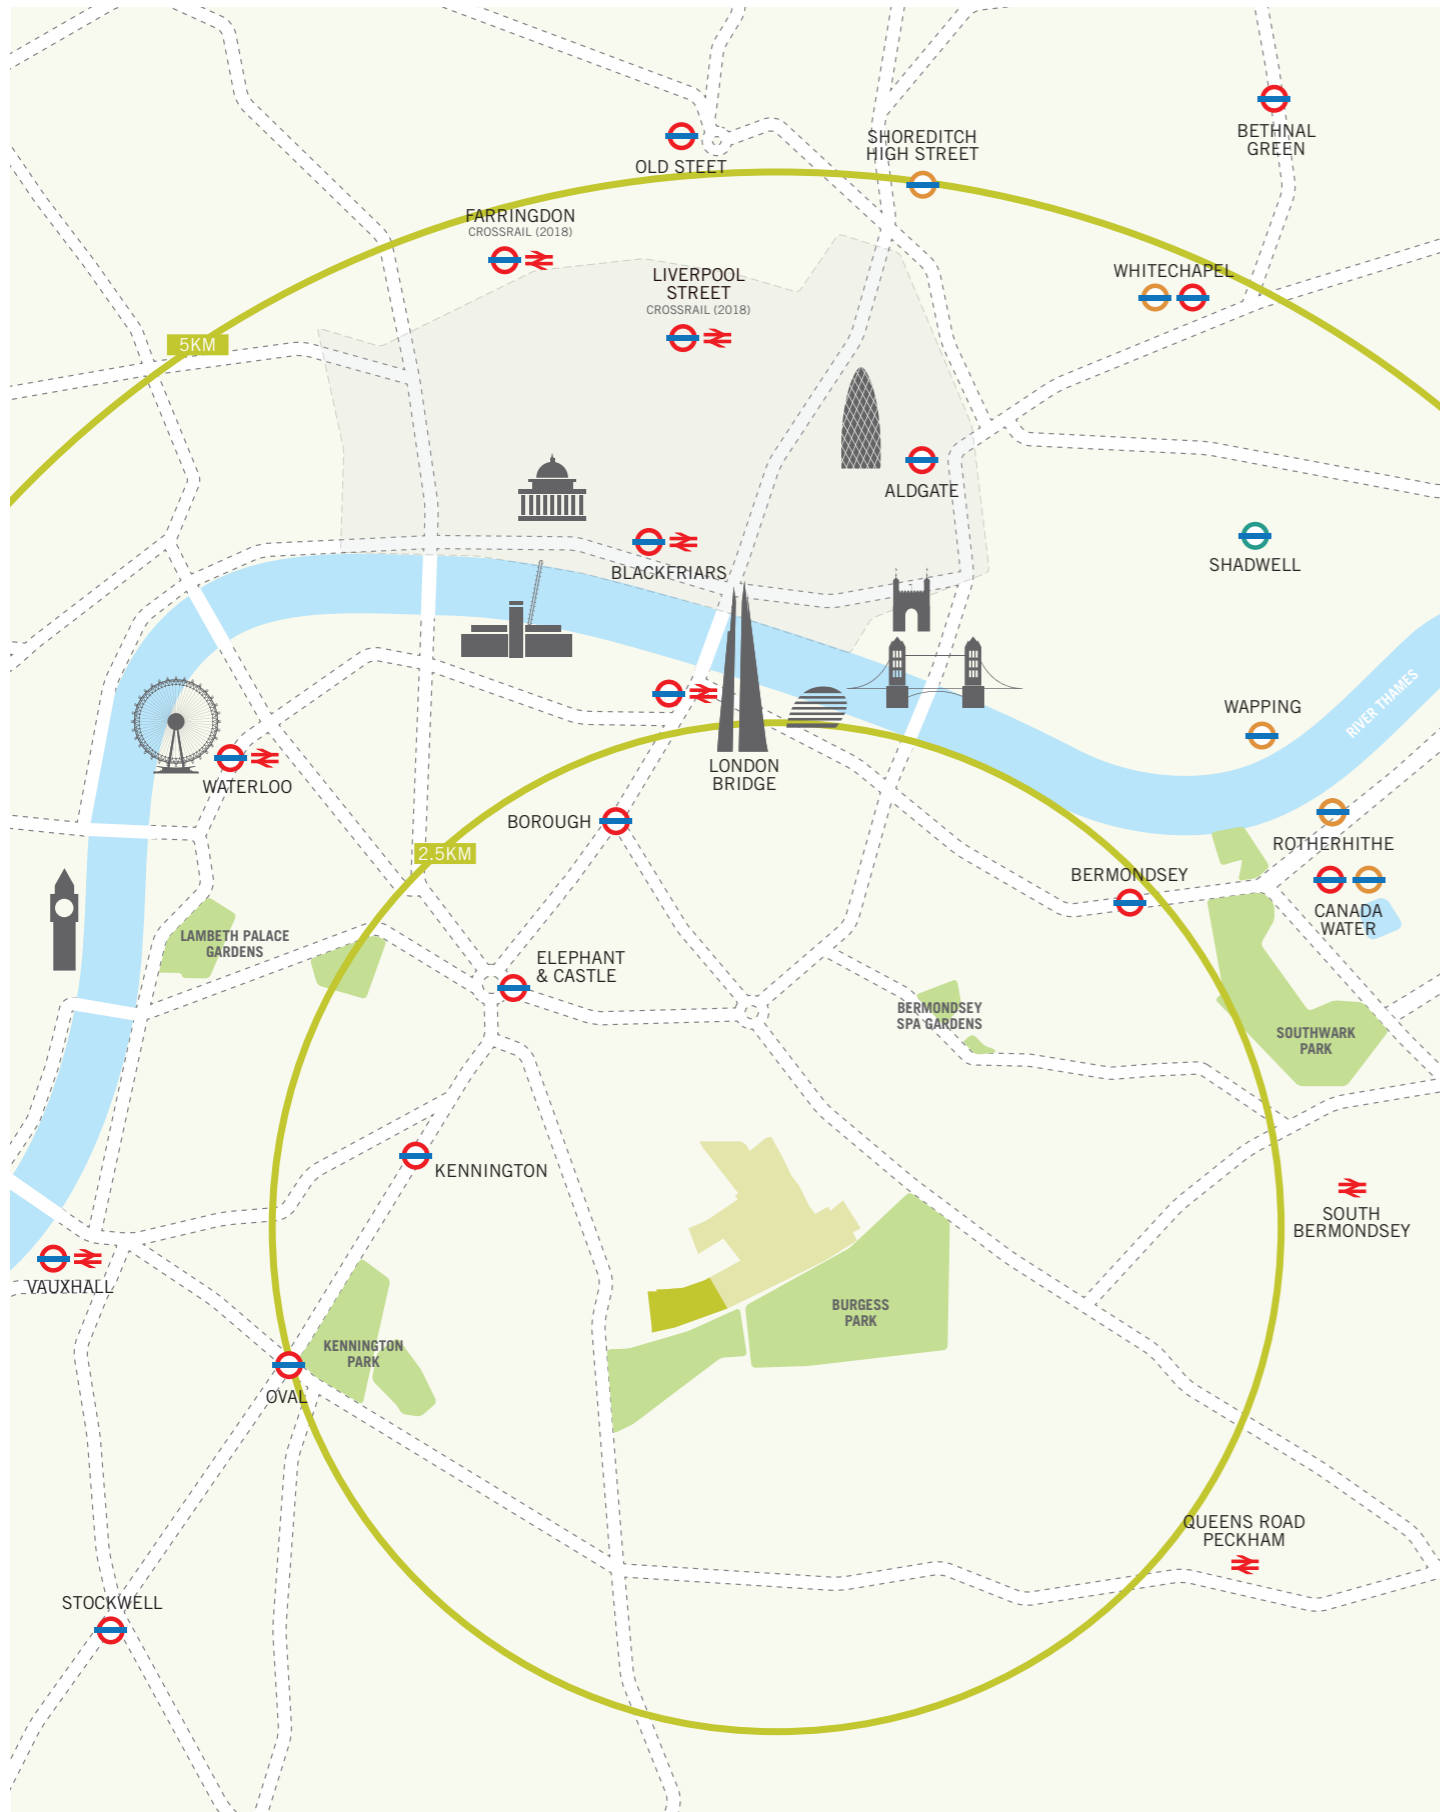 BETHNAL
GREEN
SHOREDITCH
HIGH STREET
OLD STEET
FARRINGDON
CROSSRAIL (2018)
LIVERPOOL
STREET
CROSSRAIL (2018)
WHITECHAPEL
5KM
ALDGATE
BLACKFRIARS
SHADWELL
RIVER THAMES
WAPPING
WATERLOO
LONDON
BRIDGE
BOROUGH
ROTHERHITHE
2.5KM
BERMONDSEY
CANADA
WATER
LAMBETH PALACE
GARDENS
ELEPHANT
& CASTLE
BERMONDSEY
SPA GARDENS
SOUTHWARK
PARK
KENNINGTON
SOUTH
BERMONDSEY
VAUXHALL
BURGESS
PARK
KENNINGTON
PARK
OVAL
QUEENS ROAD
PECKHAM
STOCKWELL